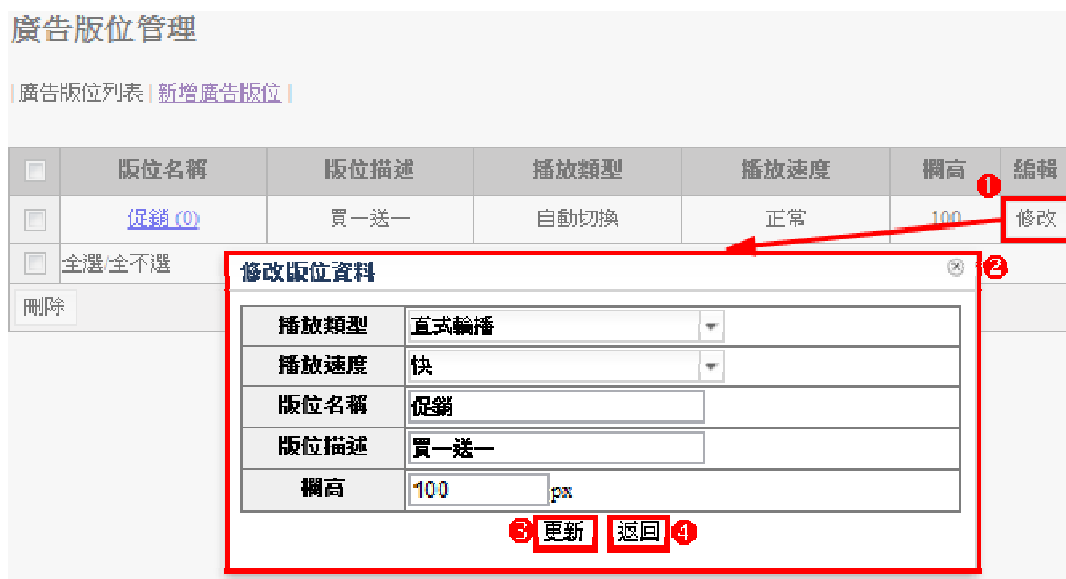 廣告版位管理
|廣告版位列表|新增廣告版位|
版位名稱 版位描述 播放類型 播放速度 欄高 編輯
❶
促銷 (0) 買一送一 自動切換 正常 100 修改
全選/全不選
刪除
修改版位資料 ❷
播放類型 直式輪播
播放速度 快
版位名稱 促銷
版位描述 買一送一
欄高 100 px
❸ 更新 返回 ❹